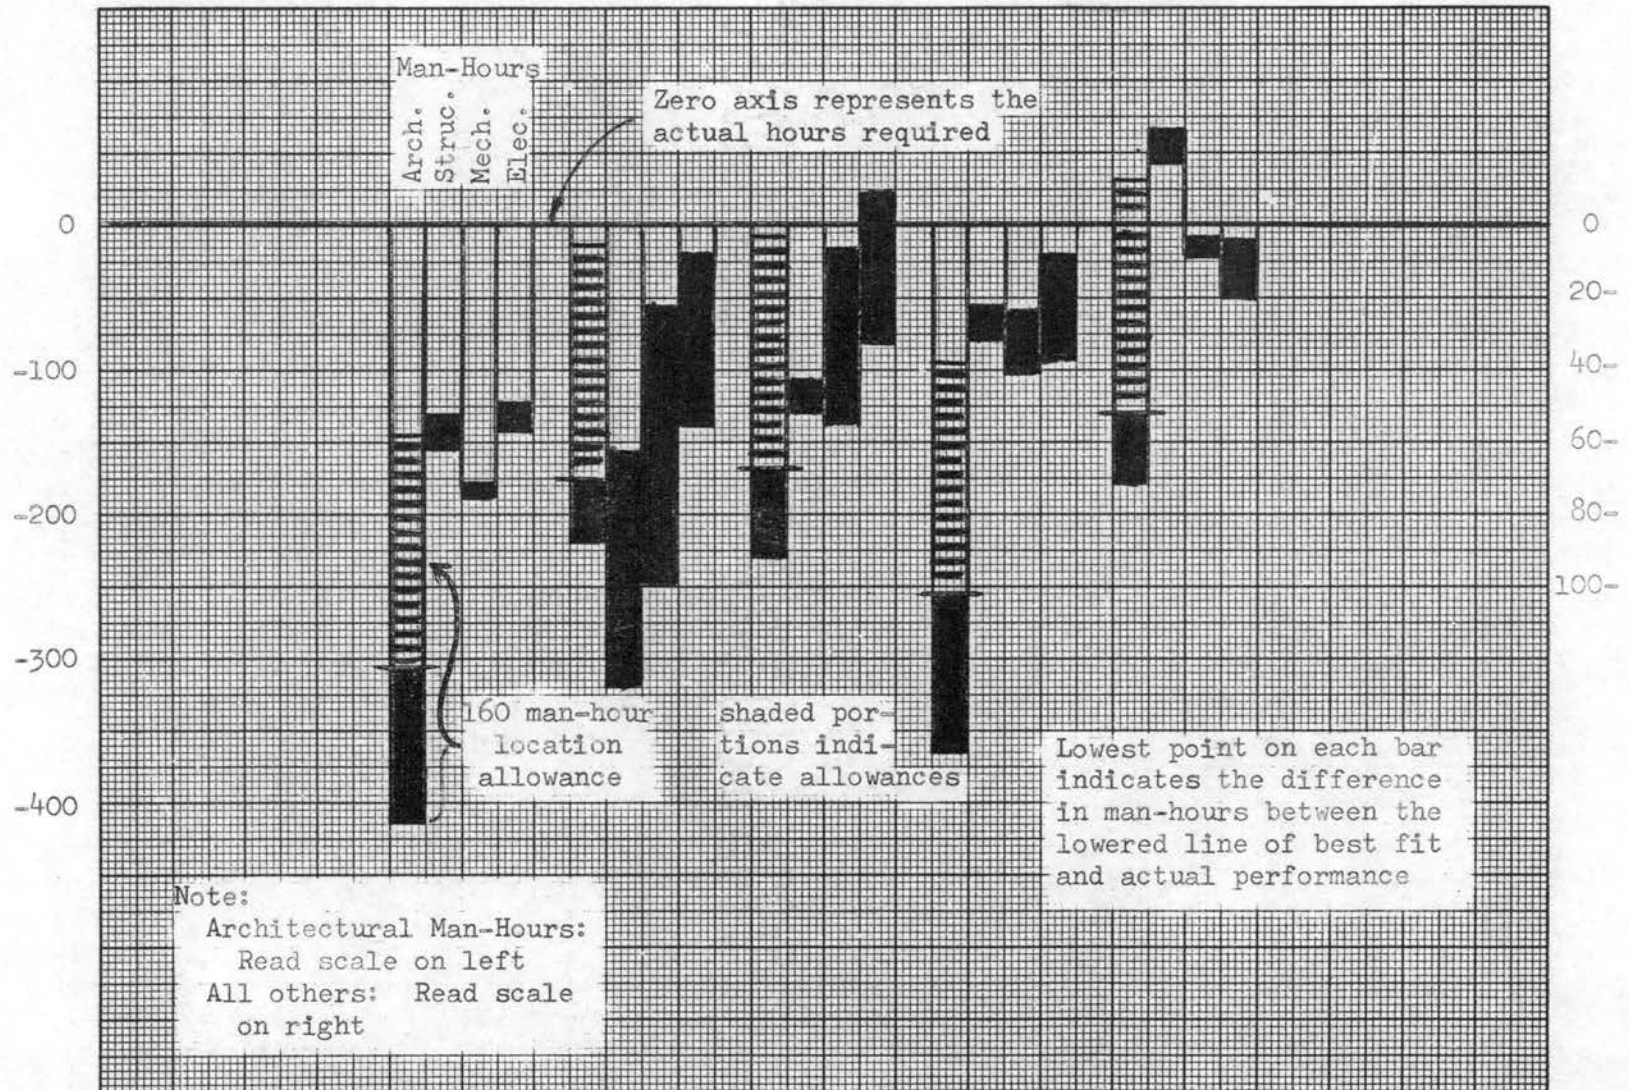 Man-Hours
Arch.
Struc.
Mech.
Elec.
Zero axis represents the
actual hours required
0
-100
-200
-300
-400
0
20-
40-
60-
80-
100-
160 man-hour
location
allowance
shaded por-
tions indi-
cate allowances
Lowest point on each bar
indicates the difference
in man-hours between the
lowered line of best fit
and actual performance
Note:
Architectural Man-Hours:
Read scale on left
All others: Read scale
on right